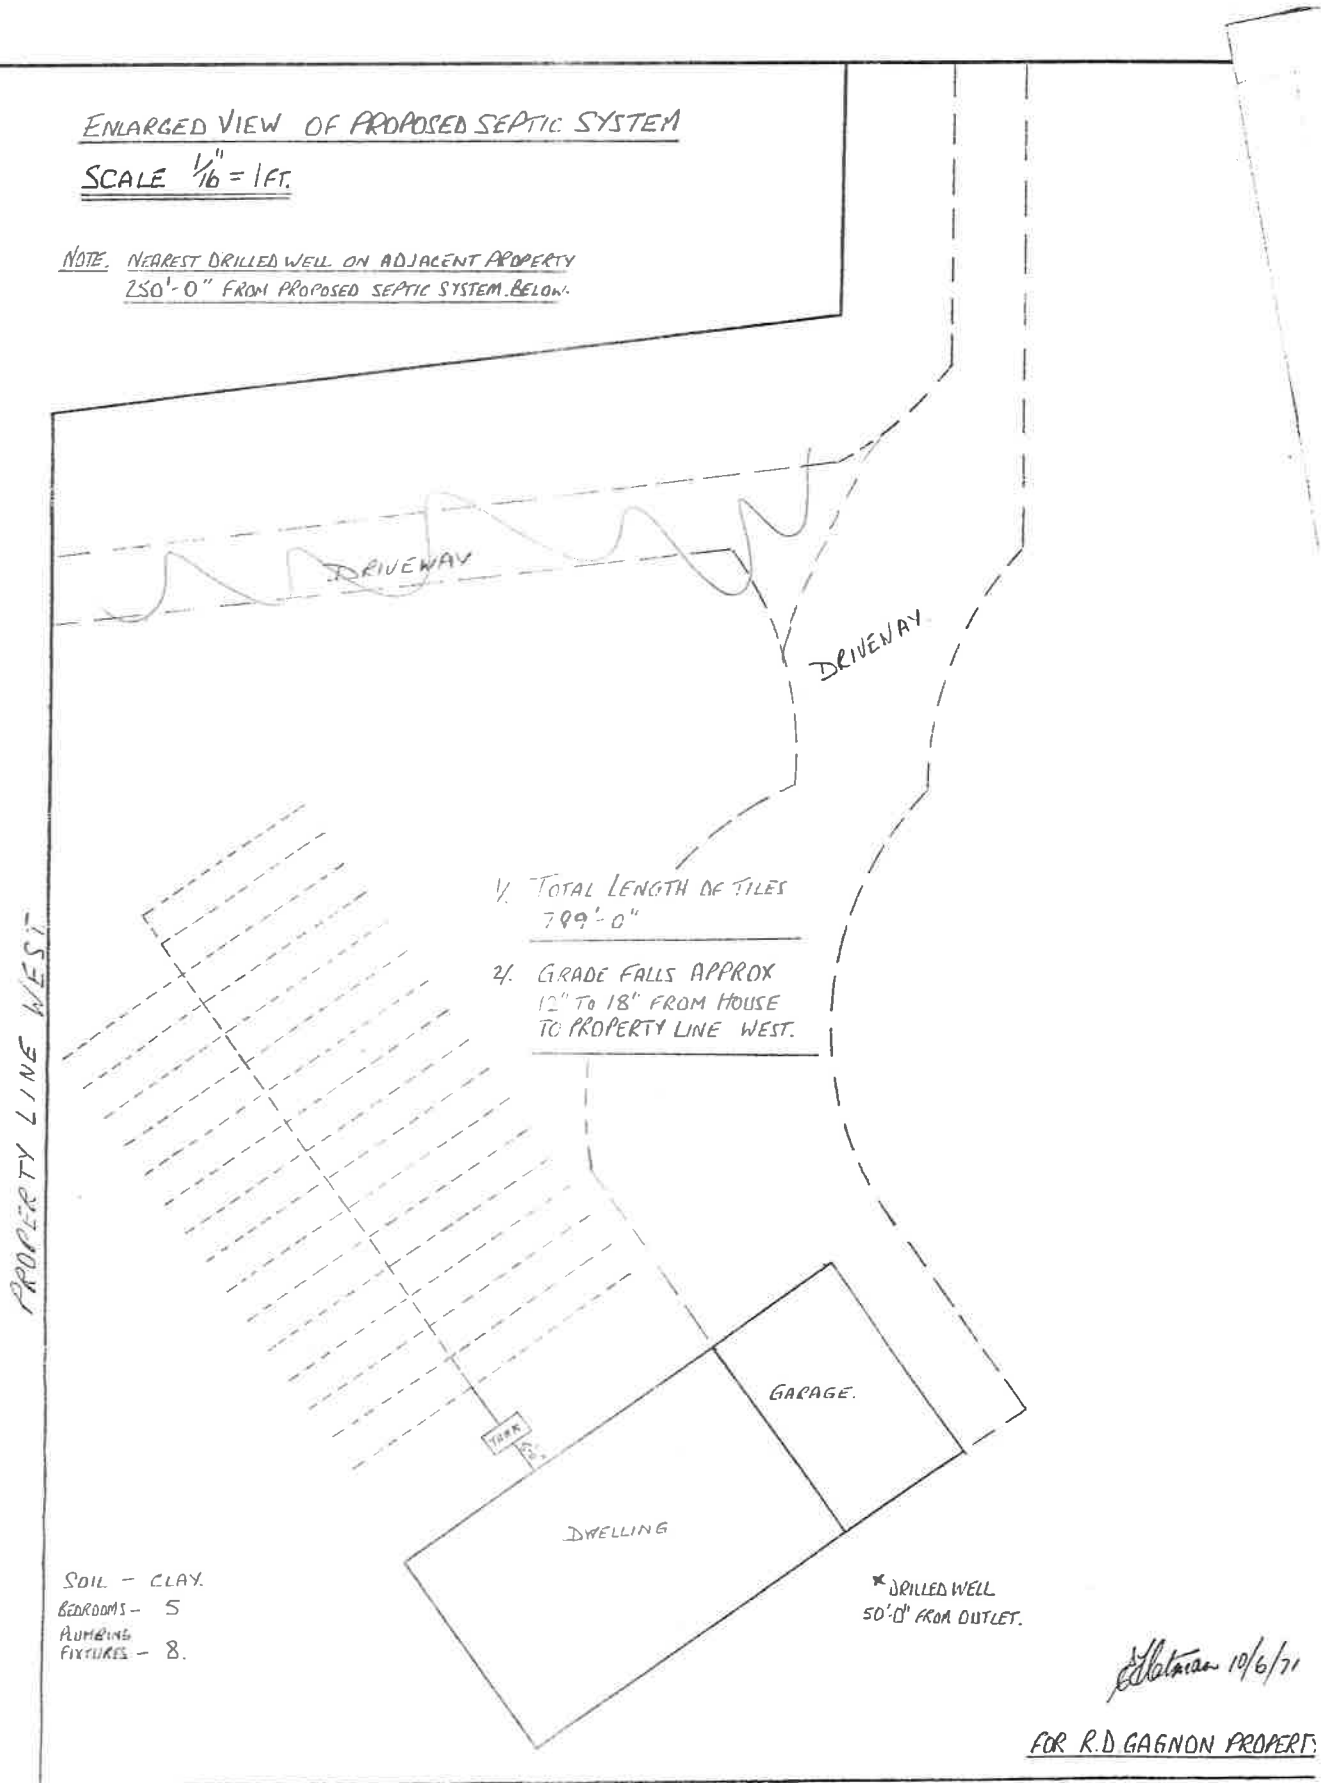 ENLARGED VIEW OF PROPOSED SEPTIC SYSTEM
SCALE 1/16" = 1 FT.
NOTE. NEAREST DRILLED WELL ON ADJACENT PROPERTY
250'-0" FROM PROPOSED SEPTIC SYSTEM.BELOW.
DRIVEWAY
DRIVEWAY
1/. TOTAL LENGTH OF TILES
799'-0"
2/. GRADE FALLS APPROX
12" TO 18" FROM HOUSE
TO PROPERTY LINE WEST.
PROPERTY LINE WEST
GARAGE.
TANK
DWELLING
SOIL - CLAY.
BEDROOMS - 5
PLUMBING
FIXTURES - 8.
* DRILLED WELL
50'-0" FROM OUTLET.
10/6/71
FOR R.D GAGNON PROPERTY